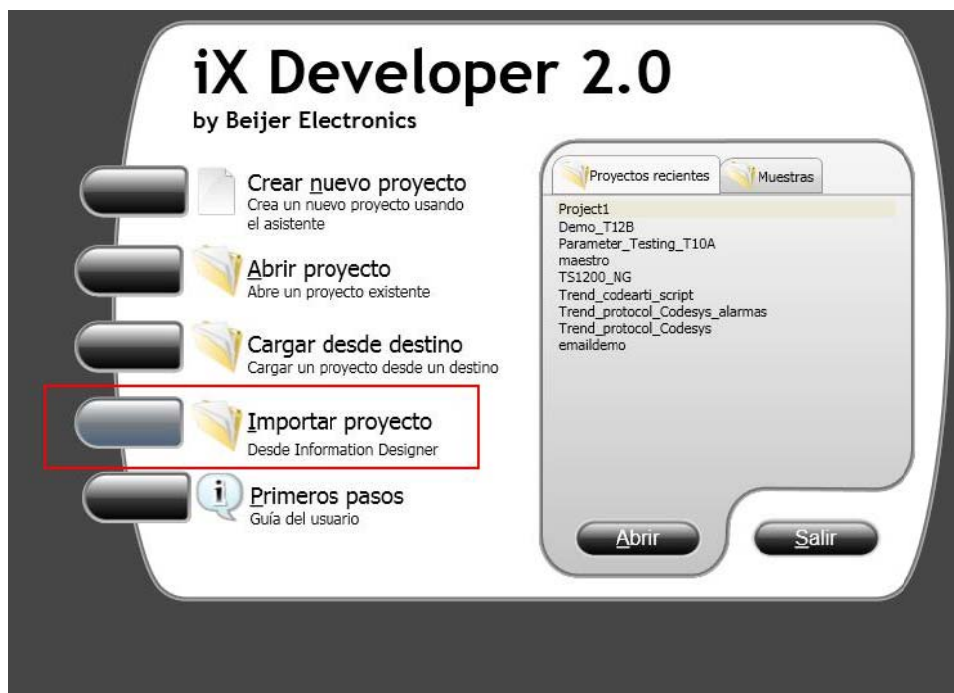 iX Developer 2.0
by Beijer Electronics
Crear nuevo proyecto
Crea un nuevo proyecto usando
el asistente
Abrir proyecto
Abre un proyecto existente
Cargar desde destino
Cargar un proyecto desde un destino
Importar proyecto
Desde Information Designer
Primeros pasos
Guía del usuario
Proyectos recientes
Muestras
Project1
Demo_T12B
Parameter_Testing_T10A
maestro
TS1200_NG
Trend_codearti_script
Trend_protocol_Codesys_alarmas
Trend_protocol_Codesys
emaildemo
Abrir
Salir